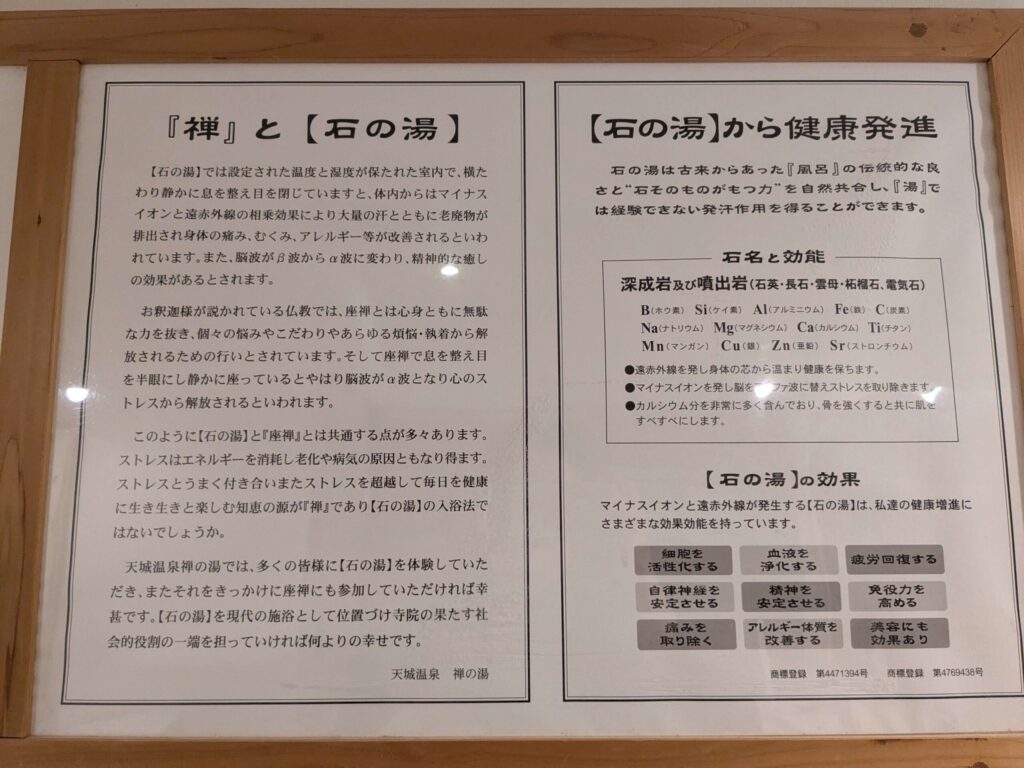 『禅』と【石の湯】
【石の湯】では設定された温度と湿度が保たれた室内で、横た
わり静かに息を整え目を閉じていますと、体内からはマイナス
イオンと遠赤外線の相乗効果により大量の汗とともに老廃物が
排出され身体の痛み、むくみ、アレルギー等が改善されるといわ
れています。また、脳波がβ波からα波に変わり、精神的な癒し
の効果があるとされます。
お釈迦様が説かれている仏教では、座禅とは心身ともに無駄
な力を抜き、個々の悩みやこだわりやあらゆる煩悩・執着から解
放されるための行いとされています。そして座禅で息を整え目
を半眼にし静かに座っているとやはり脳波がα波となり心のス
トレスから解放されるといわれます。
このように【石の湯】と『座禅』とは共通する点が多々あります。
ストレスはエネルギーを消耗し老化や病気の原因ともなり得ます。
ストレスとうまく付き合いまたストレスを超越して毎日を健康
に生き生きと楽しむ知恵の源が『禅』であり【石の湯】の入浴法で
はないでしょうか。
天城温泉禅の湯では、多くの皆様に【石の湯】を体験していた
だき、またそれをきっかけに座禅にも参加していただければ幸
甚です。【石の湯】を現代の施浴として位置づけ寺院の果たす社
会的役割の一端を担っていければ何よりの幸せです。
天城温泉 禅の湯
【石の湯】から健康発進
石の湯は古来からあった『風呂』の伝統的な良
さと“石そのものがもつ力”を自然共合し、『湯』で
は経験できない発汗作用を得ることができます。
石名と効能
深成岩及び噴出岩(石英・長石・雲母・柘榴石、電気石)
B(ホウ素) Si(ケイ素) Al(アルミニウム) Fe(鉄) C(炭素)
Na(ナトリウム) Mg(マグネシウム) Ca(カルシウム) Ti(チタン)
Mn(マンガン) Cu(銀) Zn(亜鉛) Sr(ストロンチウム)
●遠赤外線を発し身体の芯から温まり健康を保ちます。
●マイナスイオンを発し脳を ファ波に替えストレスを取り除きます。
●カルシウム分を非常に多く含んでおり、骨を強くすると共に肌を
すべすべにします。
【石の湯】の効果
マイナスイオンと遠赤外線が発生する【石の湯】は、私達の健康増進に
さまざまな効果効能を持っています。
細胞を
活性化する
血液を
浄化する
疲労回復する
自律神経を
安定させる
精神を
安定させる
免役力を
高める
痛みを
取り除く
アレルギー体質を
改善する
美容にも
効果あり
商標登録 第4471394号 商標登録 第4769438号